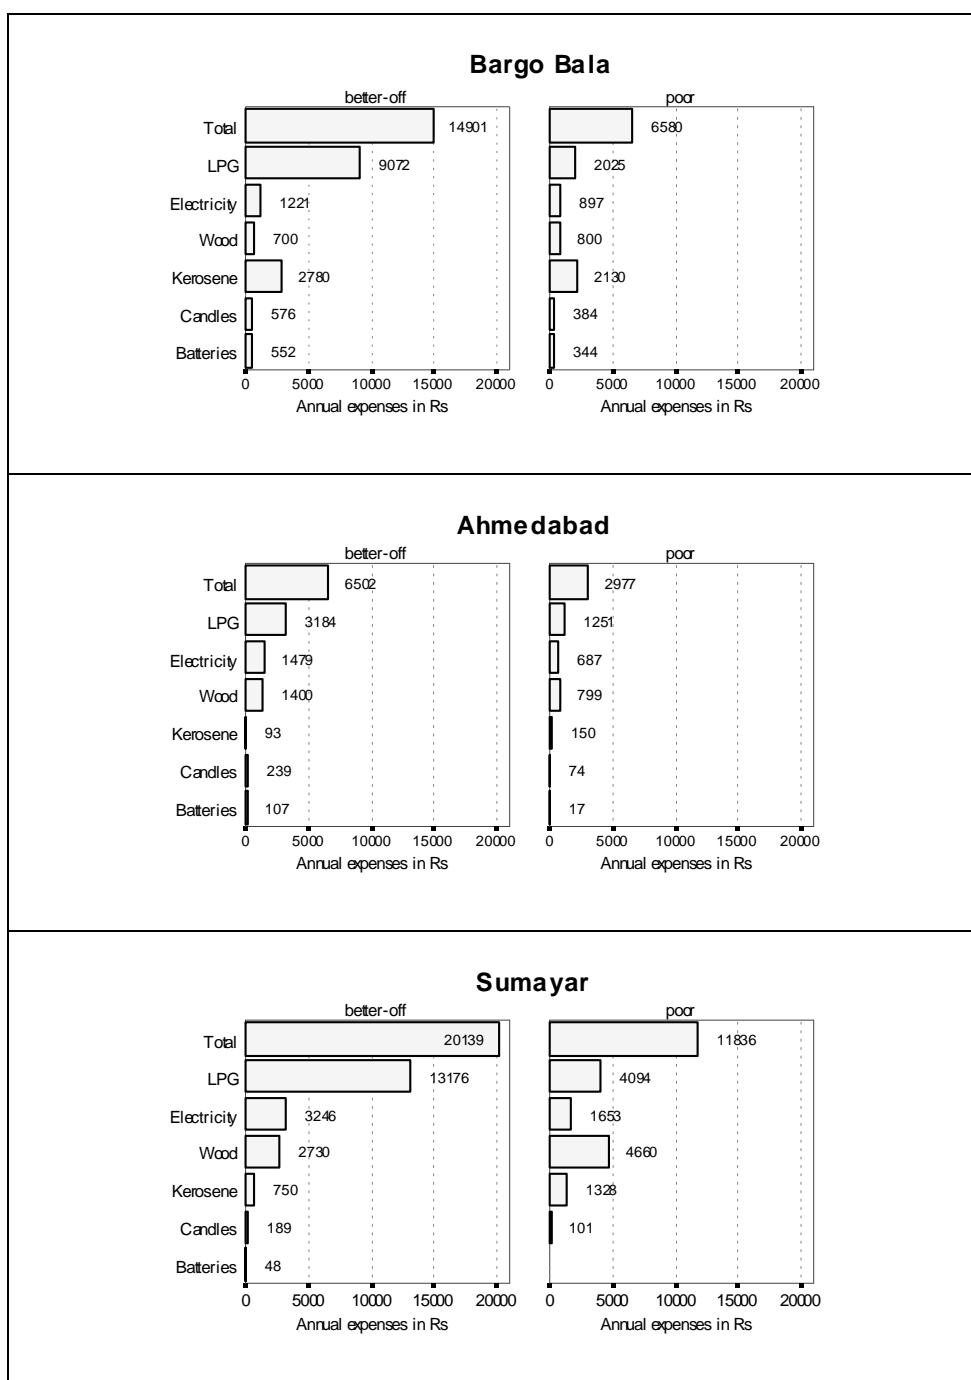 Bargo Bala
better-off poor
Total 14901 6580
LPG 9072 2025
Electricity 1221 897
Wood 700 800
Kerosene 2780 2130
Candles 576 384
Batteries 552 344
0 5000 10000 15000 20000 0 5000 10000 15000 20000
Annual expenses in Rs Annual expenses in Rs
Ahmedabad
better-off poor
Total 6502 2977
LPG 3184 1251
Electricity 1479 687
Wood 1400 799
Kerosene 93 150
Candles 239 74
Batteries 107 17
0 5000 10000 15000 20000 0 5000 10000 15000 20000
Annual expenses in Rs Annual expenses in Rs
Sumayar
better-off poor
Total 20139 11836
LPG 13176 4094
Electricity 3246 1653
Wood 2730 4660
Kerosene 750 1328
Candles 189 101
Batteries 48
0 5000 10000 15000 20000 0 5000 10000 15000 20000
Annual expenses in Rs Annual expenses in Rs